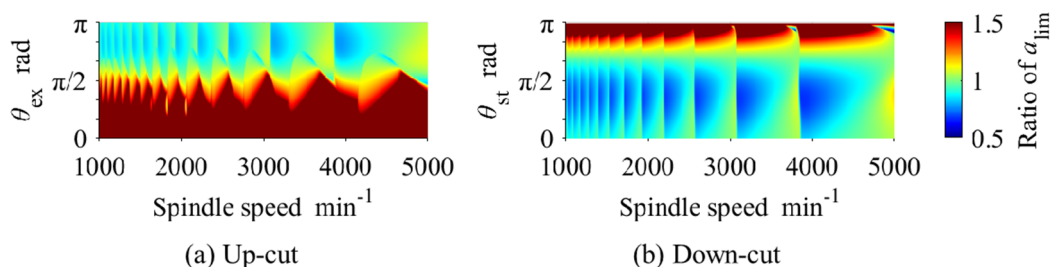 π
π/2
0
θex rad
1000 2000 3000 4000 5000
Spindle speed min-1
(a) Up-cut
π
π/2
0
θst rad
1000 2000 3000 4000 5000
Spindle speed min-1
(b) Down-cut
1.5
1
0.5
Ratio of alim